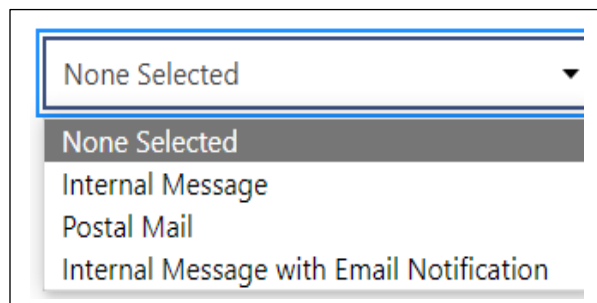 None Selected
None Selected
Internal Message
Postal Mail
Internal Message with Email Notification